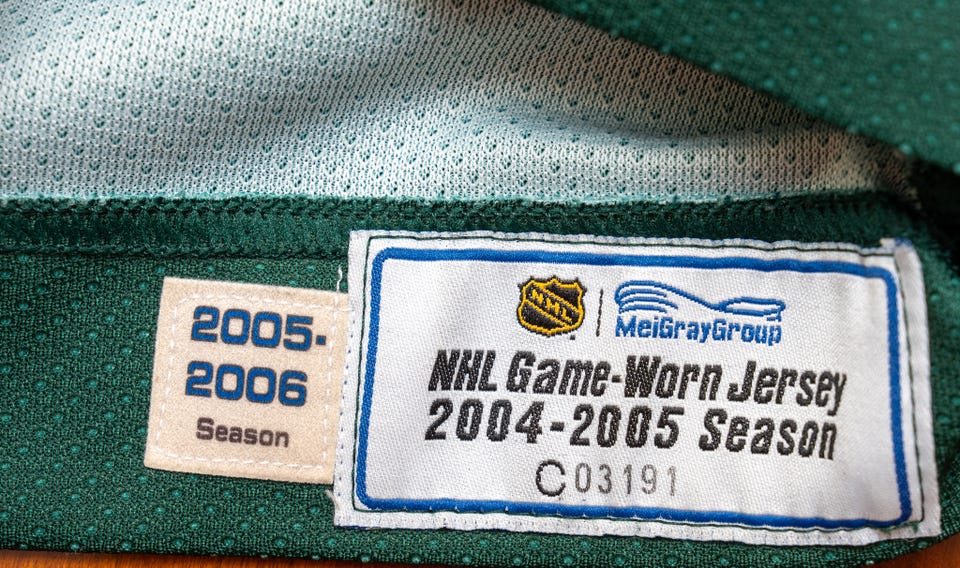 2005-
2006
Season
NHL
MeiGrayGroup
NHL Game-Worn Jersey
2004-2005 Season
C03191